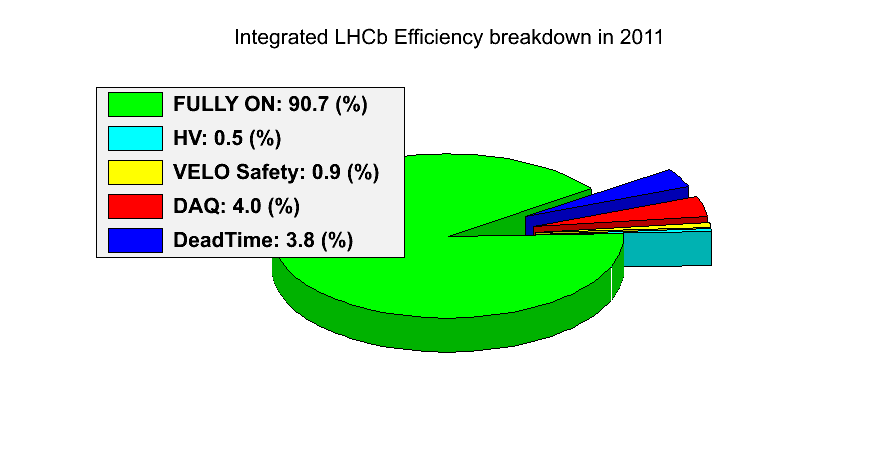 Integrated LHCb Efficiency breakdown in 2011
FULLY ON: 90.7 (%)
HV: 0.5 (%)
VELO Safety: 0.9 (%)
DAQ: 4.0 (%)
DeadTime: 3.8 (%)